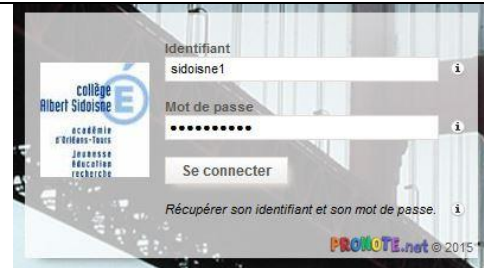 Identifiant
sidoisne1
collège
Albert Sidoisne
académie
d'Orléans-Tours
Jeunesse
éducation
recherche
Mot de passe
••••••••••
Se connecter
Récupérer son identifiant et son mot de passe.
PRONOTE.net © 2015